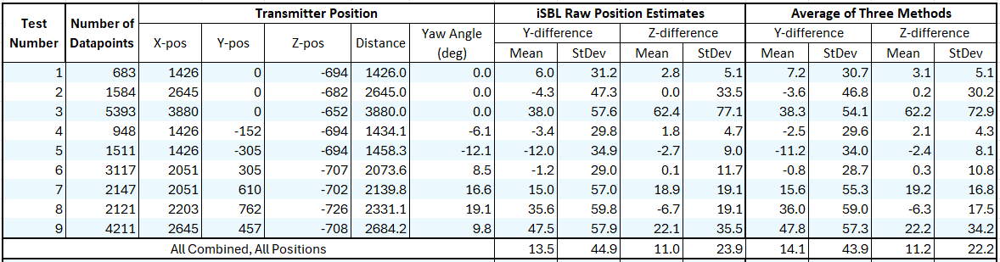 Test Number Number of Datapoints Transmitter Position iSBL Raw Position Estimates Average of Three Methods
X-pos Y-pos Z-pos Distance Yaw Angle (deg) Y-difference Z-difference Y-difference Z-difference
Mean StDev Mean StDev Mean StDev Mean StDev
1 683 1426 0 -694 1426.0 0.0 6.0 31.2 2.8 5.1 7.2 30.7 3.1 5.1
2 1584 2645 0 -682 2645.0 0.0 -4.3 47.3 0.0 33.5 -3.6 46.8 0.2 30.2
3 5393 3880 0 -652 3880.0 0.0 38.0 57.6 62.4 77.1 38.3 54.1 62.2 72.9
4 948 1426 -152 -694 1434.1 -6.1 -3.4 29.8 1.8 4.7 -2.5 29.6 2.1 4.3
5 1511 1426 -305 -694 1458.3 -12.1 -12.0 34.9 -2.7 9.0 -11.2 34.0 -2.4 8.1
6 3117 2051 305 -707 2073.6 8.5 -1.2 29.0 0.1 11.7 -0.8 28.7 0.3 10.8
7 2147 2051 610 -702 2139.8 16.6 15.0 57.0 18.9 19.1 15.6 55.3 19.2 16.8
8 2121 2203 762 -726 2331.1 19.1 35.6 59.8 -6.7 19.1 36.0 59.0 -6.3 17.5
9 4211 2645 457 -708 2684.2 9.8 47.5 57.9 22.1 35.5 47.8 57.3 22.2 34.2
All Combined, All Positions 13.5 44.9 11.0 23.9 14.1 43.9 11.2 22.2